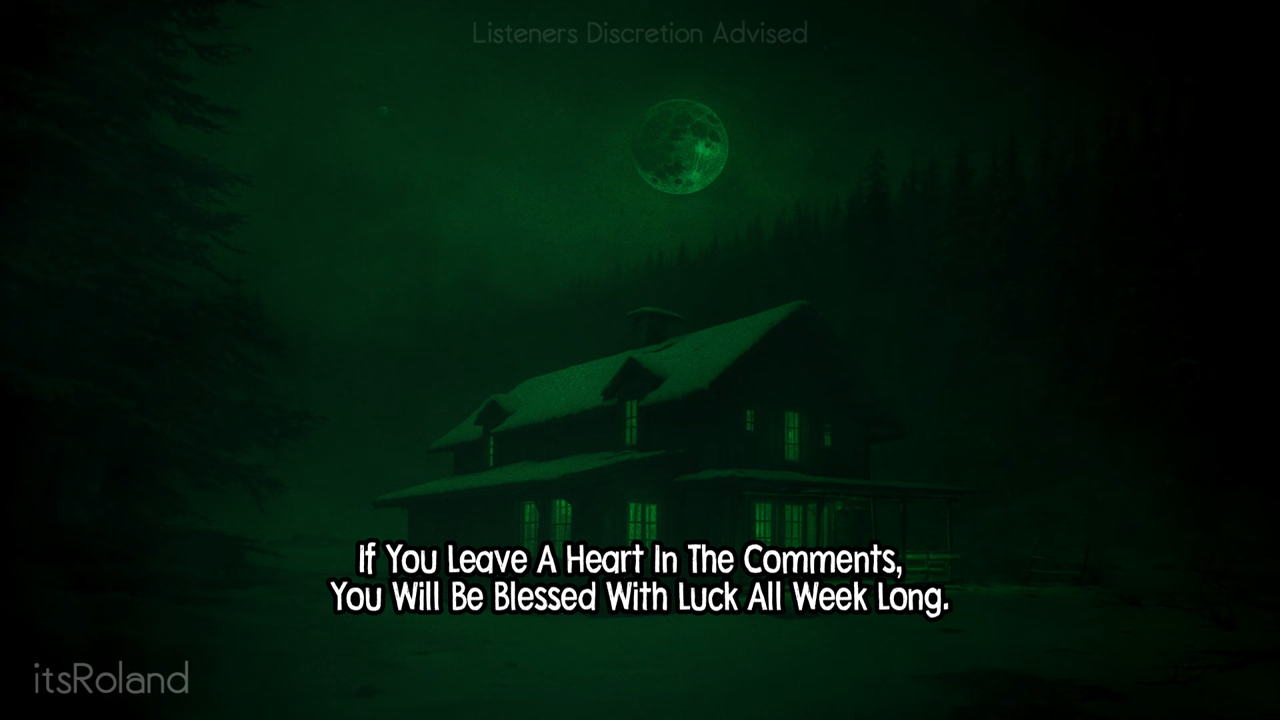 Listeners Discretion Advised
If You Leave A Heart In The Comments,
You Will Be Blessed With Luck All Week Long.
itsRoland